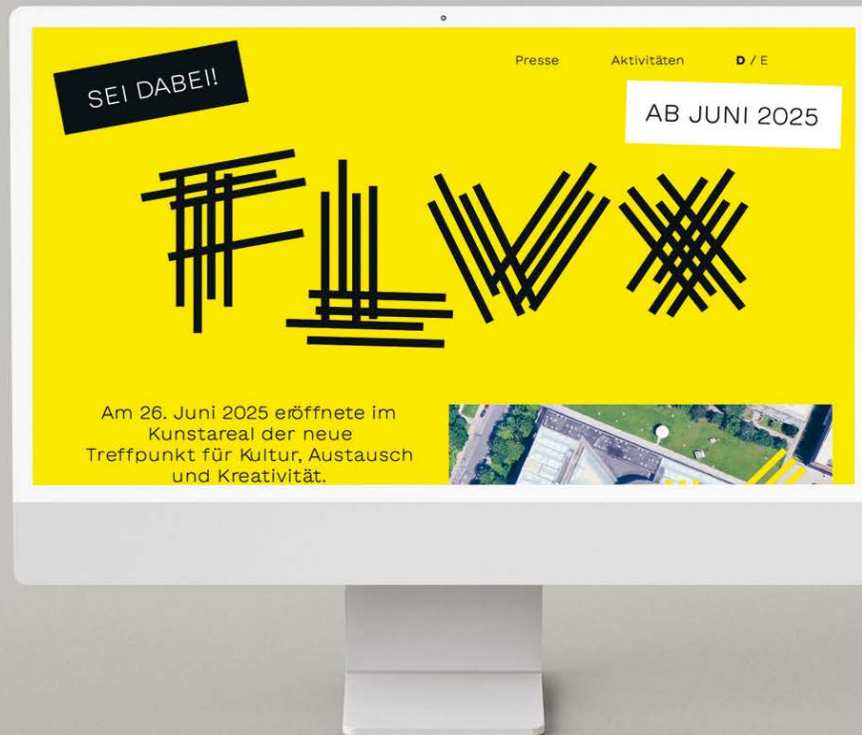 SEI DABEI!
Presse Aktivitäten D / E
AB JUNI 2025
FLVX
Am 26. Juni 2025 eröffnete im
Kunstareal der neue
Treffpunkt für Kultur, Austausch
und Kreativität.